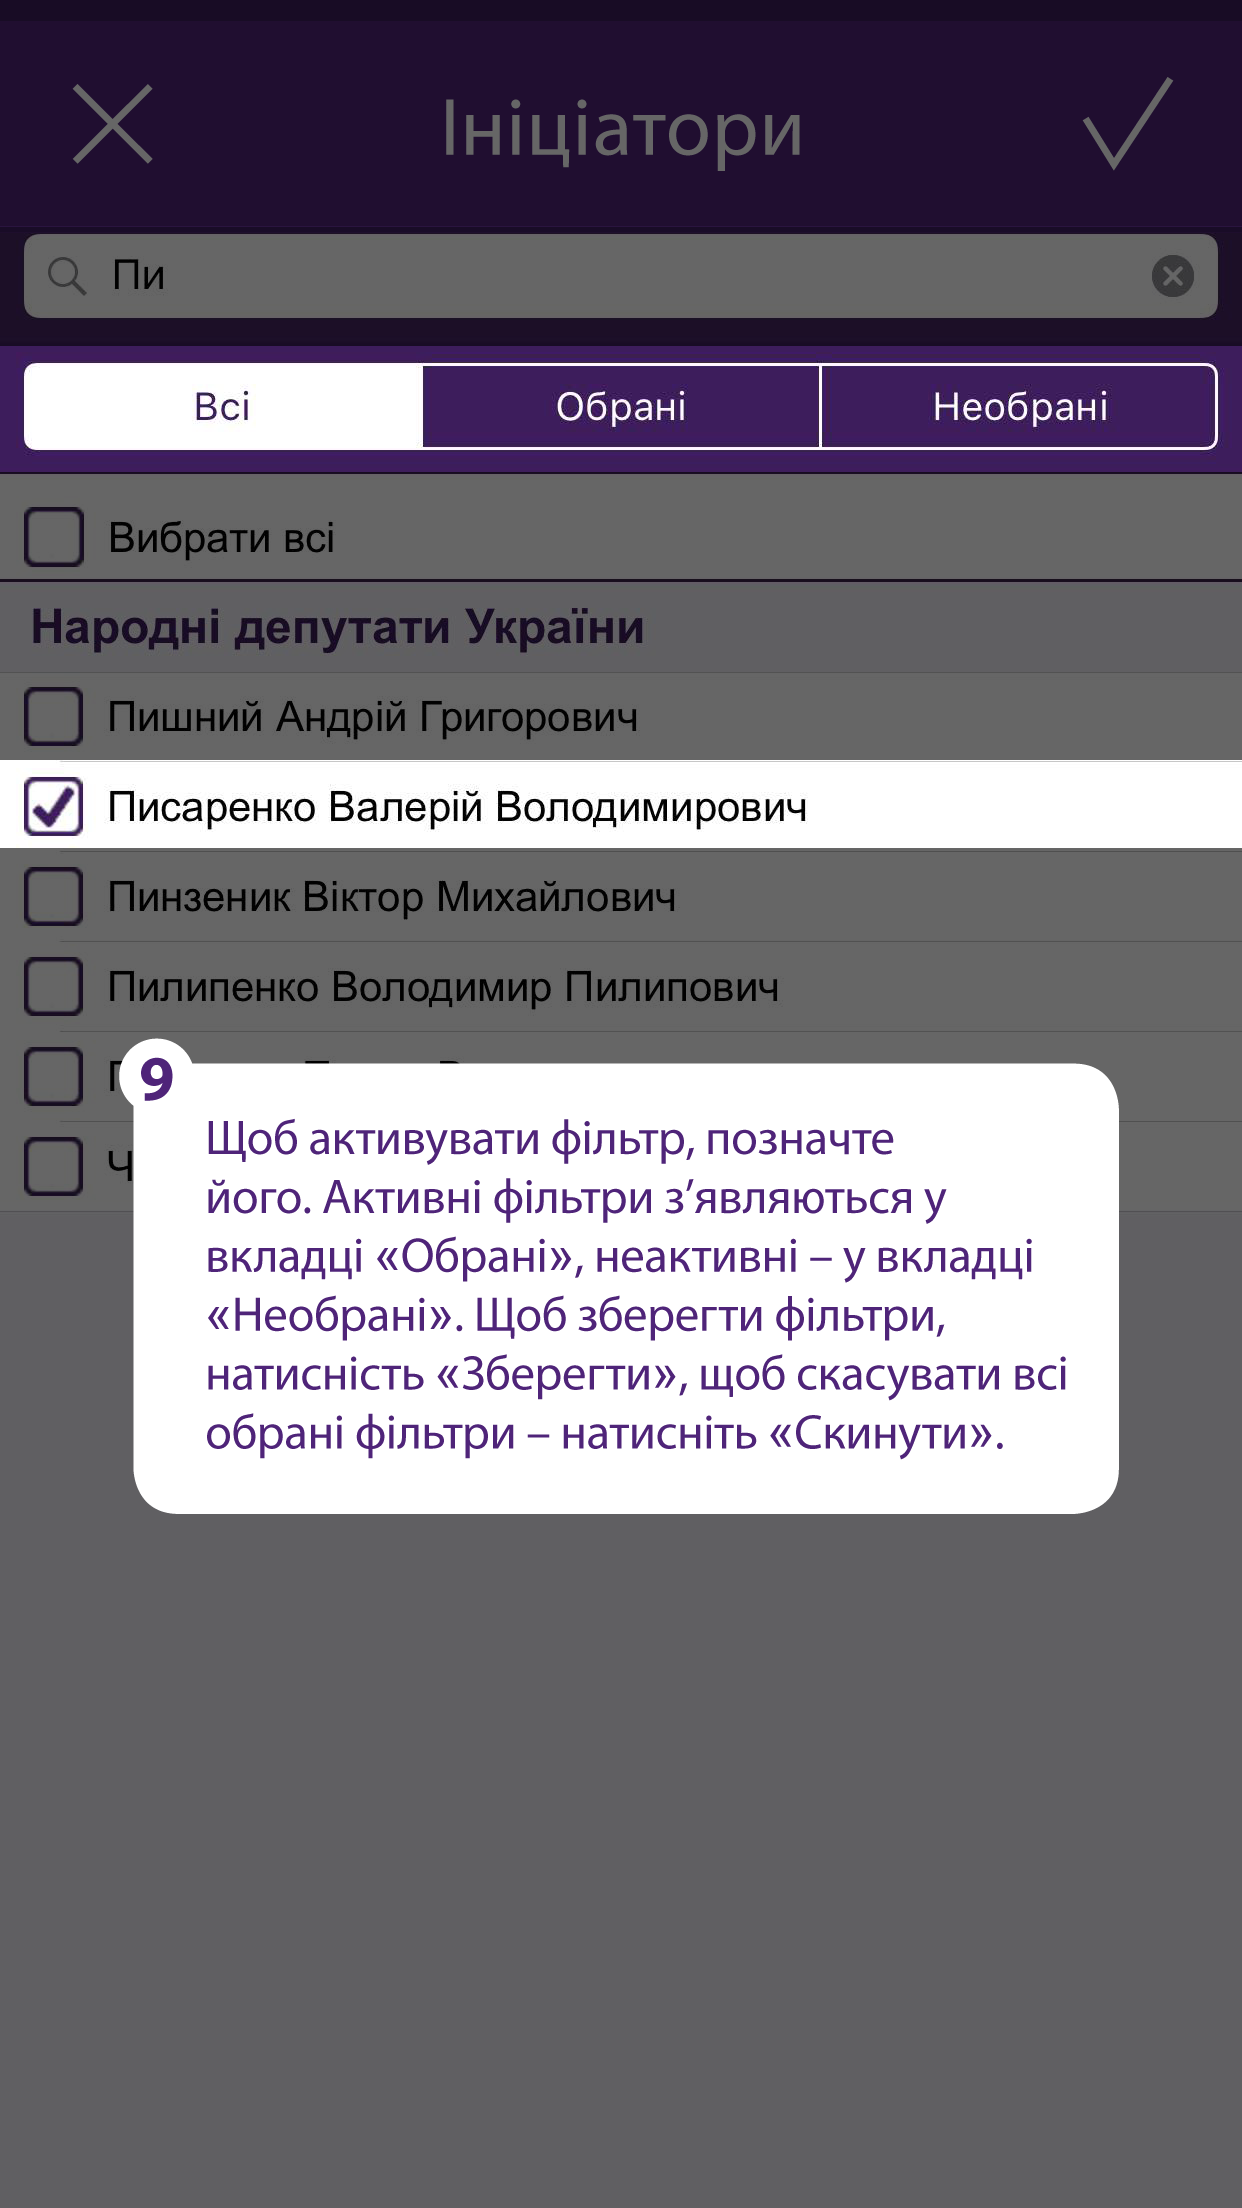 Ініціатори
Пи
Всі
Обрані
Необрані
Вибрати всі
Народні депутати України
Пишний Андрій Григорович
Писаренко Валерій Володимирович
Пинзеник Віктор Михайлович
Пилипенко Володимир Пилипович
9
Щоб активувати фільтр, позначте
його. Активні фільтри з’являються у
вкладці «Обрані», неактивні – у вкладці
«Необрані». Щоб зберегти фільтри,
натисність «Зберегти», щоб скасувати всі
обрані фільтри – натисніть «Скинути».